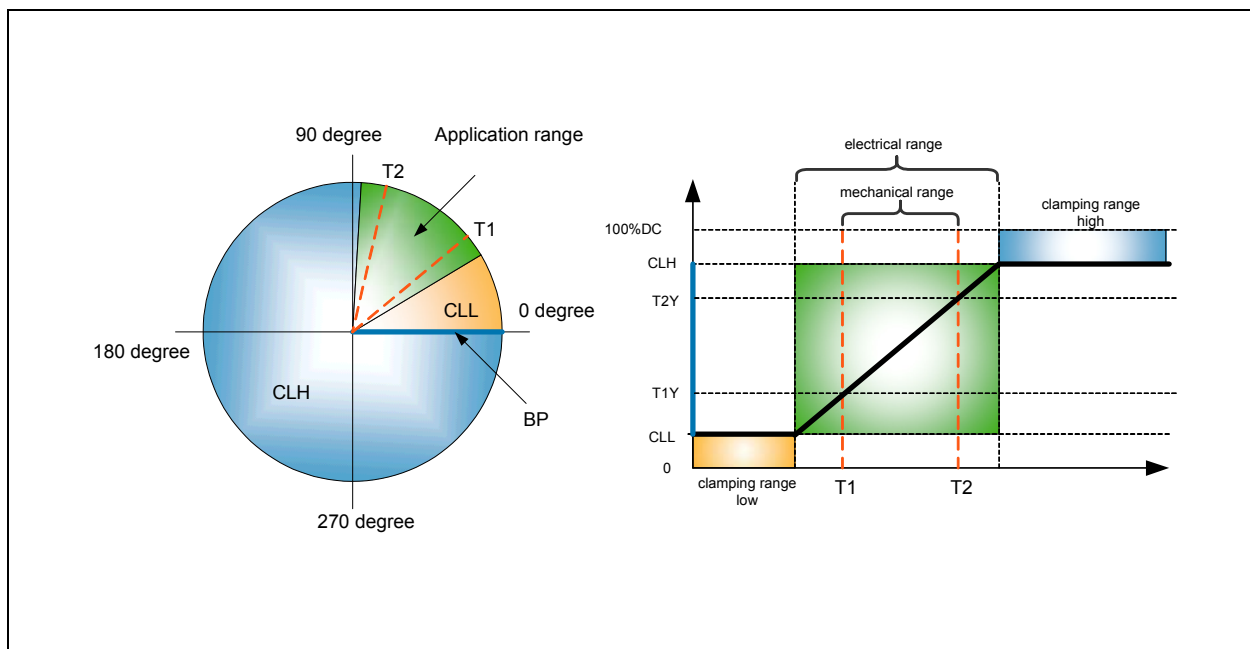 90 degree
Application range
T2
T1
CLL
0 degree
180 degree
CLH
BP
270 degree
electrical range
mechanical range
clamping range
high
100%DC
CLH
T2Y
T1Y
CLL
0
clamping range
low
T1
T2